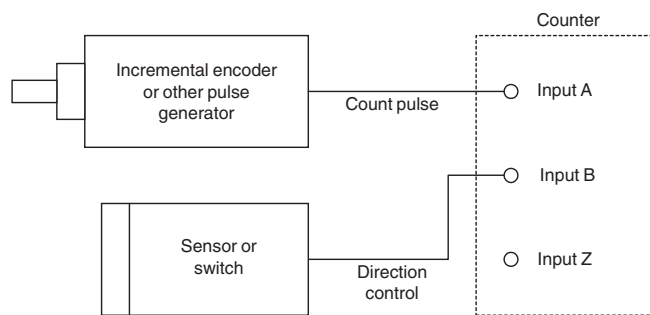 Counter
Incremental encoder
or other pulse
generator
Count pulse
Input A
Input B
Sensor or
switch
Direction
control
Input Z